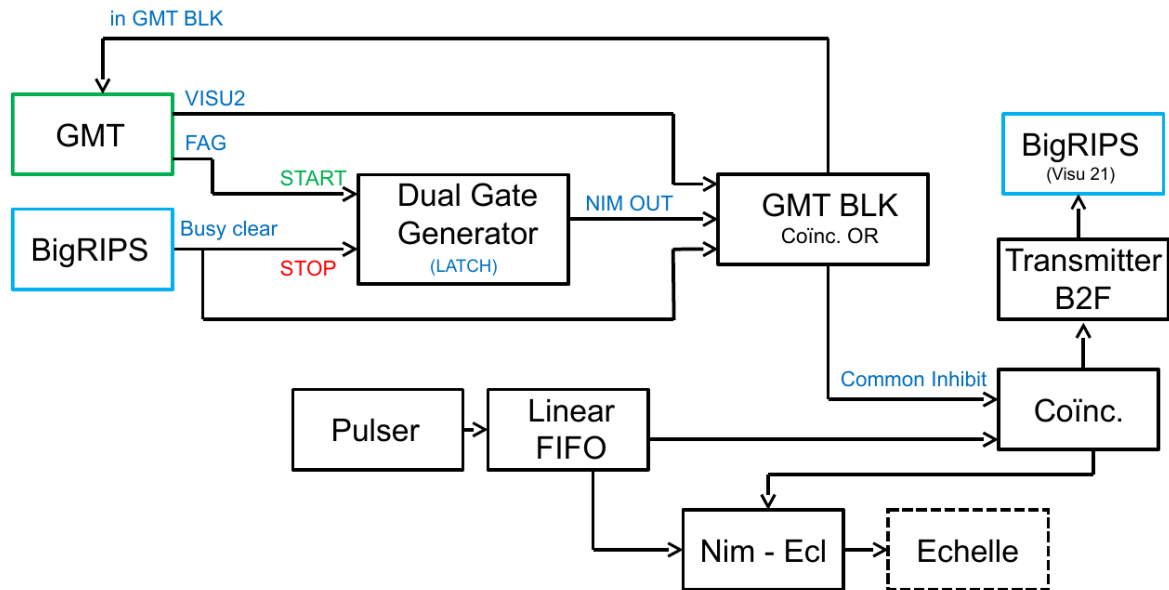 in GMT BLK
VISU2
GMT
FAG
START
BigRIPS
Busy clear
STOP
Dual Gate
Generator
(LATCH)
NIM OUT
GMT BLK
Coïnc. OR
BigRIPS
(Visu 21)
Transmitter
B2F
Common Inhibit
Coïnc.
Pulser
Linear
FIFO
Nim - Ecl
Echelle